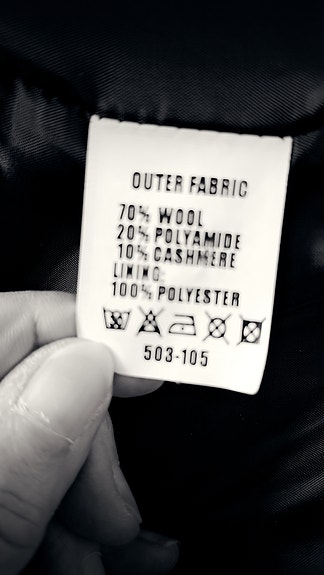 OUTER FABRIC
70% WOOL
20% POLYAMIDE
10% CASHMERE
LINING:
100% POLYESTER
503-105